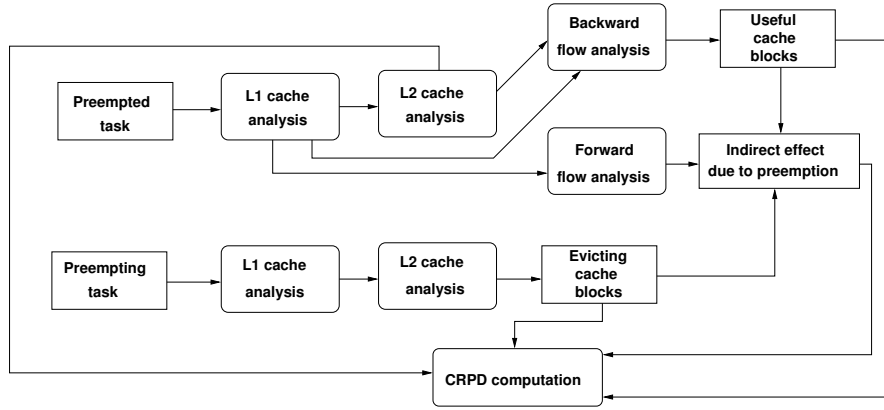 Backward
flow analysis
Useful
cache
blocks
Preempted
task
L1 cache
analysis
L2 cache
analysis
Forward
flow analysis
Indirect effect
due to preemption
Preempting
task
L1 cache
analysis
L2 cache
analysis
Evicting
cache
blocks
CRPD computation